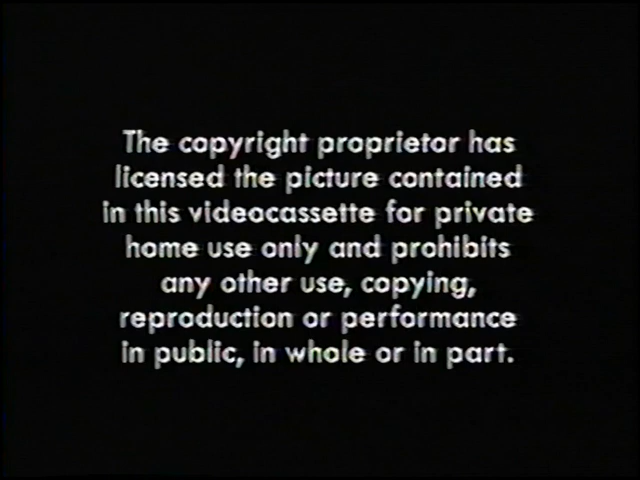 The copyright proprietor has
licensed the picture contained
in this videocassette for private
home use only and prohibits
any other use, copying,
reproduction or performance
in public, in whole or in part.